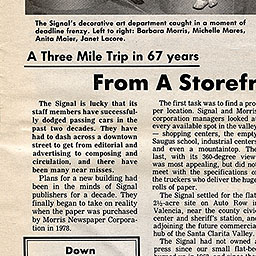 The Signal's decorative art department caught in a moment of
deadline frenzy. Left to right: Barbara Morris, Michelle Mares,
Anita Maier, Janet Lacore.
A Three Mile Trip in 67 years
From A Storefr
The Signal is lucky that its
staff members have successful-
ly dodged passing cars in the
past two decades. They have
had to dash across a downtown
street to get from editorial and
advertising to composing and
circulation, and there have
been many near misses.
Plans for a new building had
been in the minds of Signal
publishers for a decade. They
finally began to take on reality
when the paper was purchased
by Morris Newspaper Corpora-
tion in 1978.
Down
The first task was to find a pro
per location. Signal and Morris
corporation managers looked at
every available spot in the valley
— shopping centers, the empty
Saugus school, industrial centers
and even a mountaintop. The
last, with its 360-degree view
was most appealing, but did not
meet with the specifications o
the truckers who deliver the huge
rolls of paper.
The Signal settled for the flat
2½-acre site on Auto Row i
Valencia, near the county civic
center and sheriff's station, and
adjoining the future commercial
hub of the Santa Clarita Valley.
The Signal had not owned
press since our small flat-be